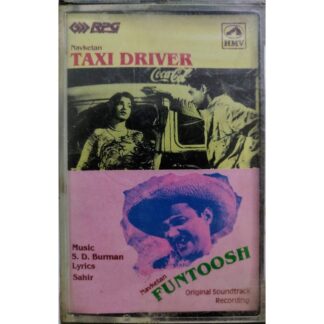 RPG
HMV
Navketan
TAXI DRIVER
Coca-Cola
Music
S. D. Burman
Lyrics
Sahir
Navketan
FUNTOOSH
Original Soundtrack
Recording